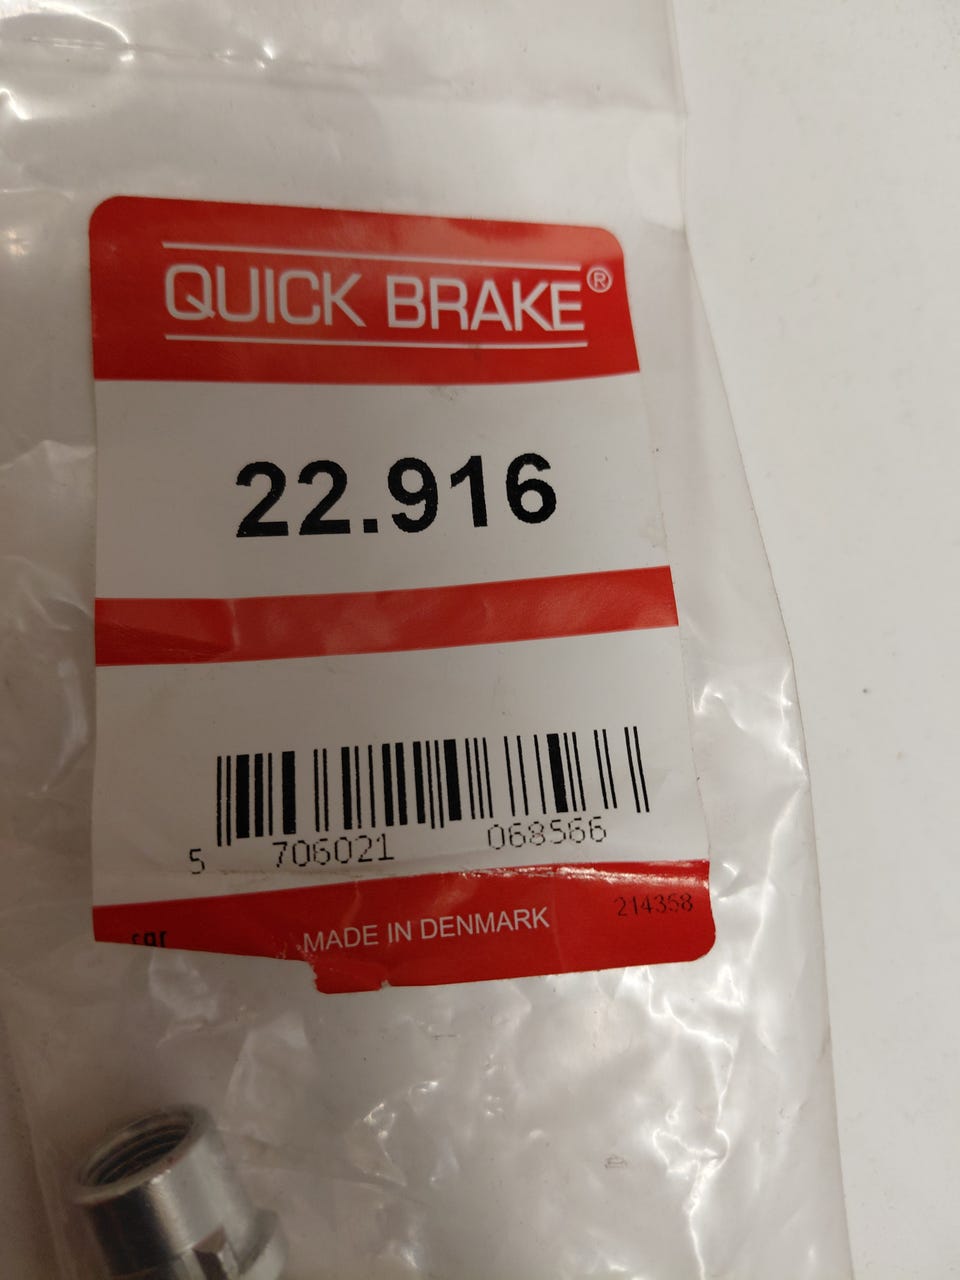 QUICK BRAKE®
22.916
5 706021 068566
214358
MADE IN DENMARK